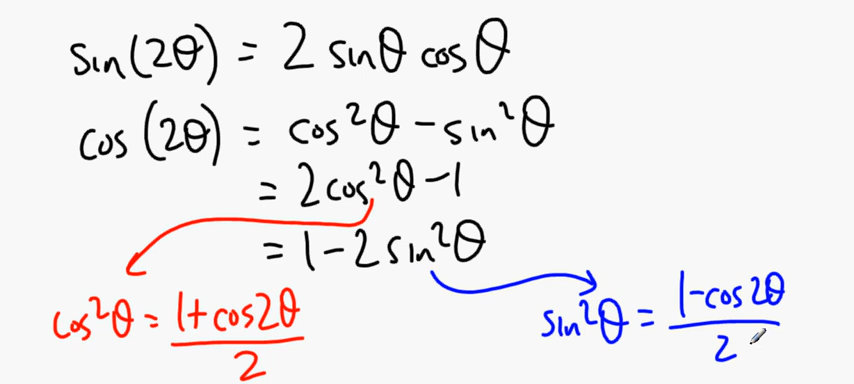 sin(2θ) = 2 sinθ cosθ
cos(2θ) = cos²θ - sin²θ
= 2cos²θ - 1
= 1 - 2sin²θ
cos²θ = (1+cos2θ)/2
sin²θ = (1-cos2θ)/2